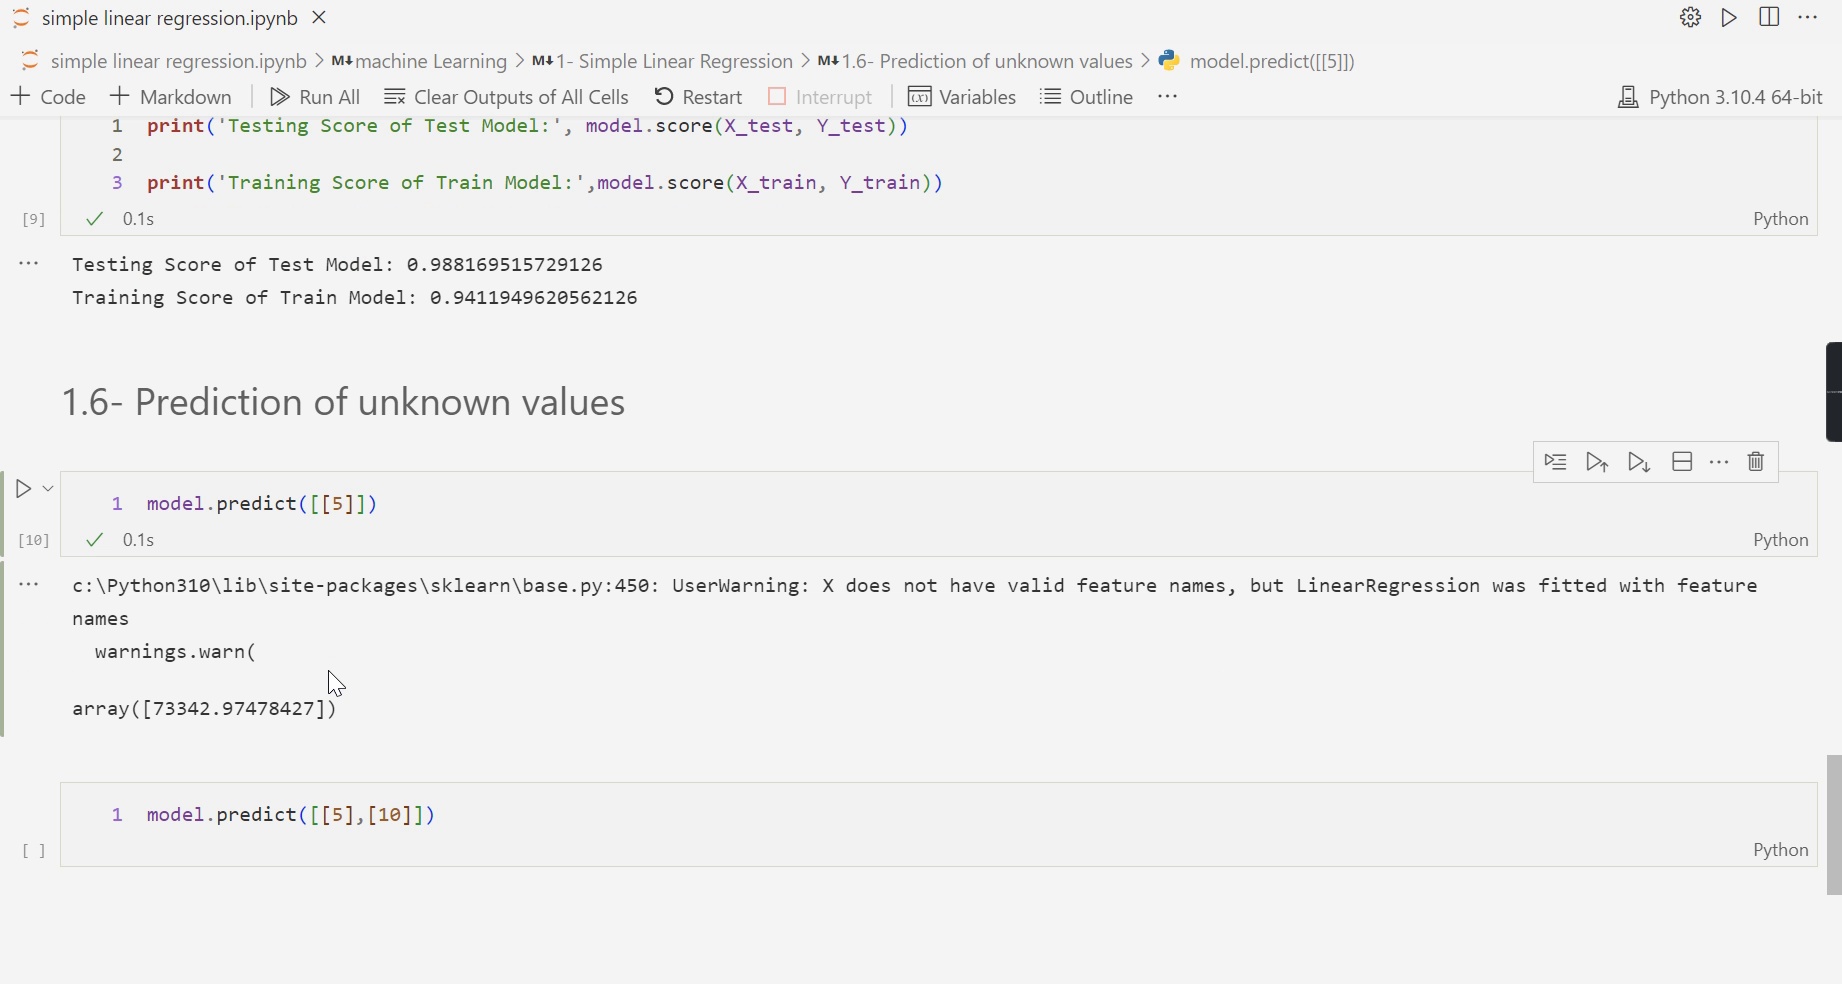 simple linear regression.ipynb
simple linear regression.ipynb > M↓ machine Learning > M↓ 1- Simple Linear Regression > M↓ 1.6- Prediction of unknown values > model.predict([[5]])
+ Code + Markdown Run All Clear Outputs of All Cells Restart Interrupt (x) Variables Outline ... Python 3.10.4 64-bit
1 print('Testing Score of Test Model:', model.score(X_test, Y_test))
2
3 print('Training Score of Train Model:',model.score(X_train, Y_train))
[9] ✓ 0.1s Python
... Testing Score of Test Model: 0.988169515729126
Training Score of Train Model: 0.9411949620562126
1.6- Prediction of unknown values
1 model.predict([[5]])
[10] ✓ 0.1s Python
... c:\Python310\lib\site-packages\sklearn\base.py:450: UserWarning: X does not have valid feature names, but LinearRegression was fitted with feature
names
warnings.warn(
array([73342.97478427])
1 model.predict([[5],[10]])
[ ] Python